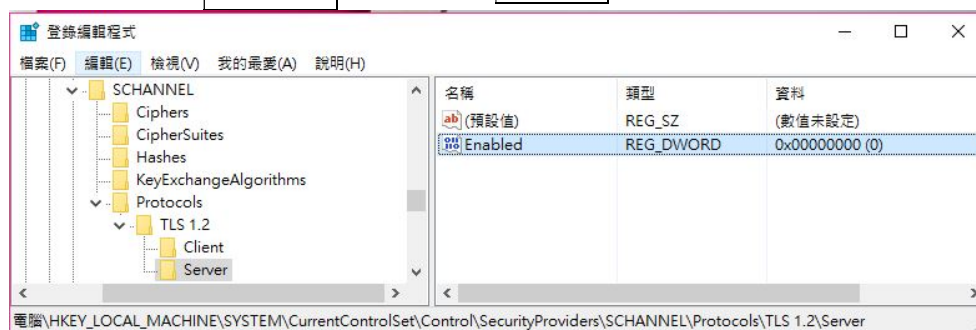 登錄編輯程式
檔案(F) 編輯(E) 檢視(V) 我的最愛(A) 說明(H)
SCHANNEL
Ciphers
CipherSuites
Hashes
KeyExchangeAlgorithms
Protocols
TLS 1.2
Client
Server
名稱 類型 資料
(預設值) REG_SZ (數值未設定)
Enabled REG_DWORD 0x00000000 (0)
電腦\HKEY_LOCAL_MACHINE\SYSTEM\CurrentControlSet\Control\SecurityProviders\SCHANNEL\Protocols\TLS 1.2\Server